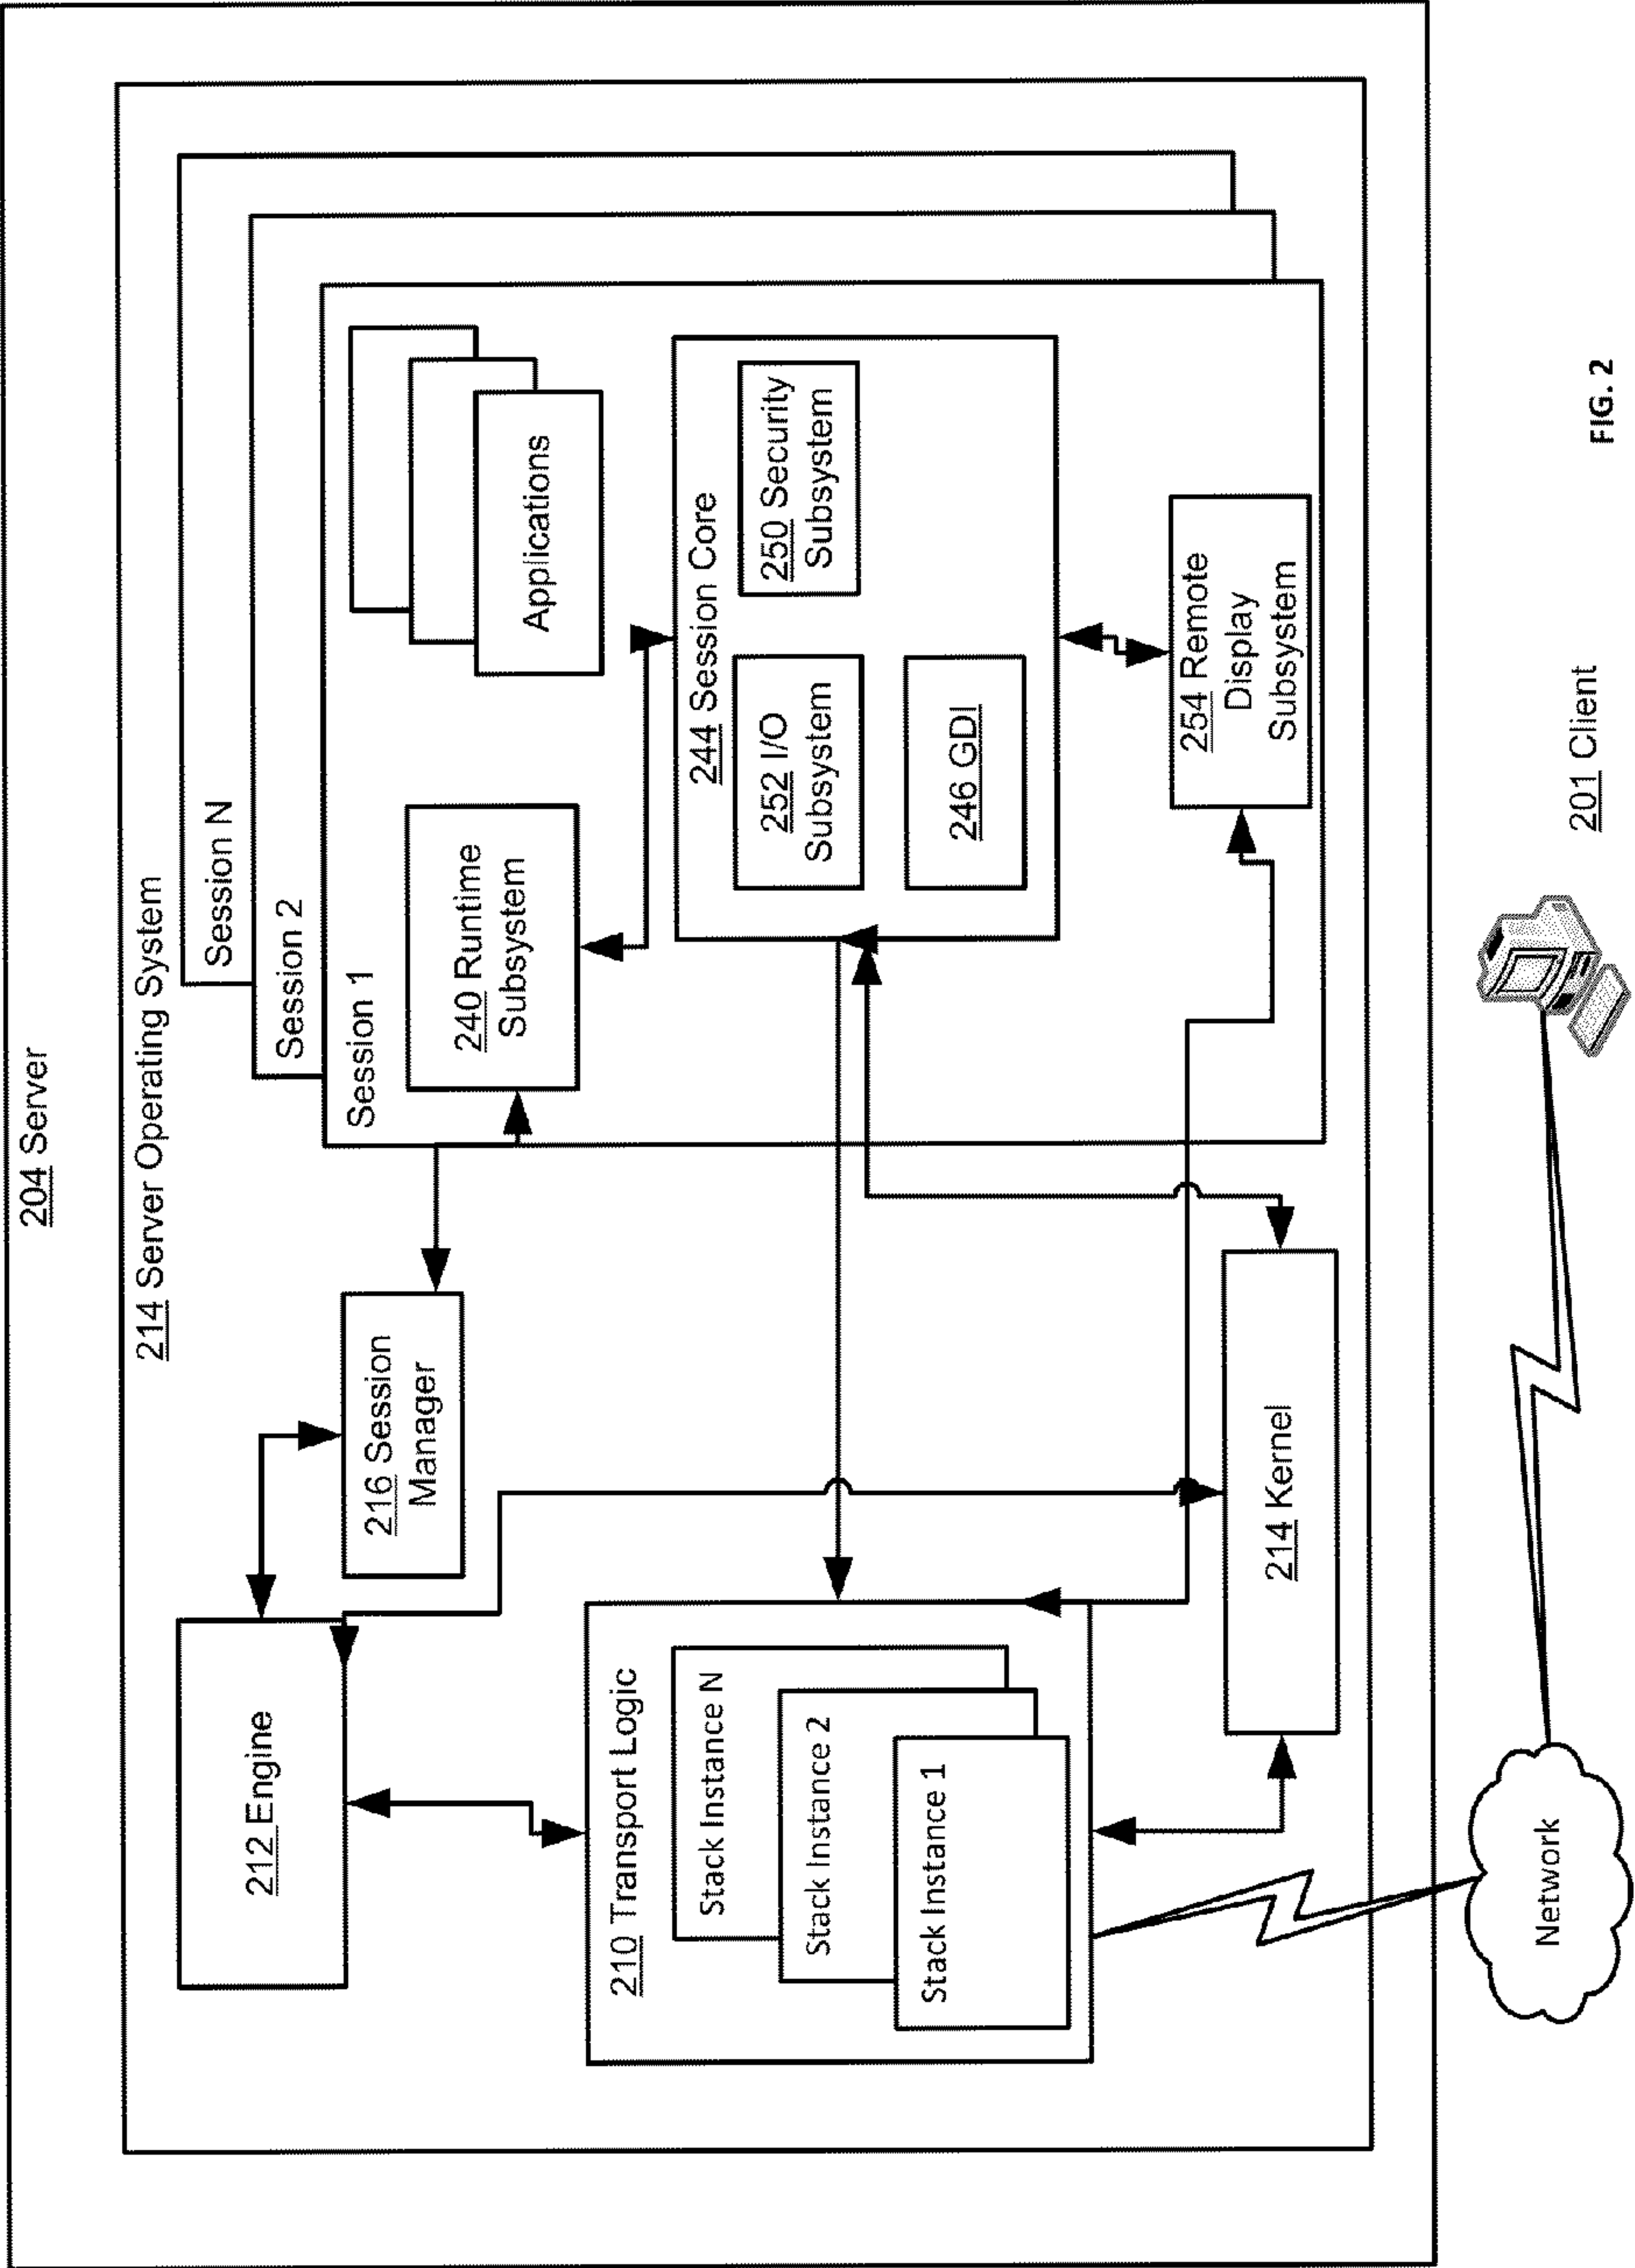 204 Server
214 Server Operating System
212 Engine
216 Session
Manager
Session N
Session 2
Session 1
240 Runtime
Subsystem
Applications
244 Session Core
252 I/O
Subsystem
250 Security
Subsystem
246 GDI
254 Remote
Display
Subsystem
210 Transport Logic
Stack Instance N
Stack Instance 2
Stack Instance 1
214 Kernel
Network
201 Client
FIG. 2